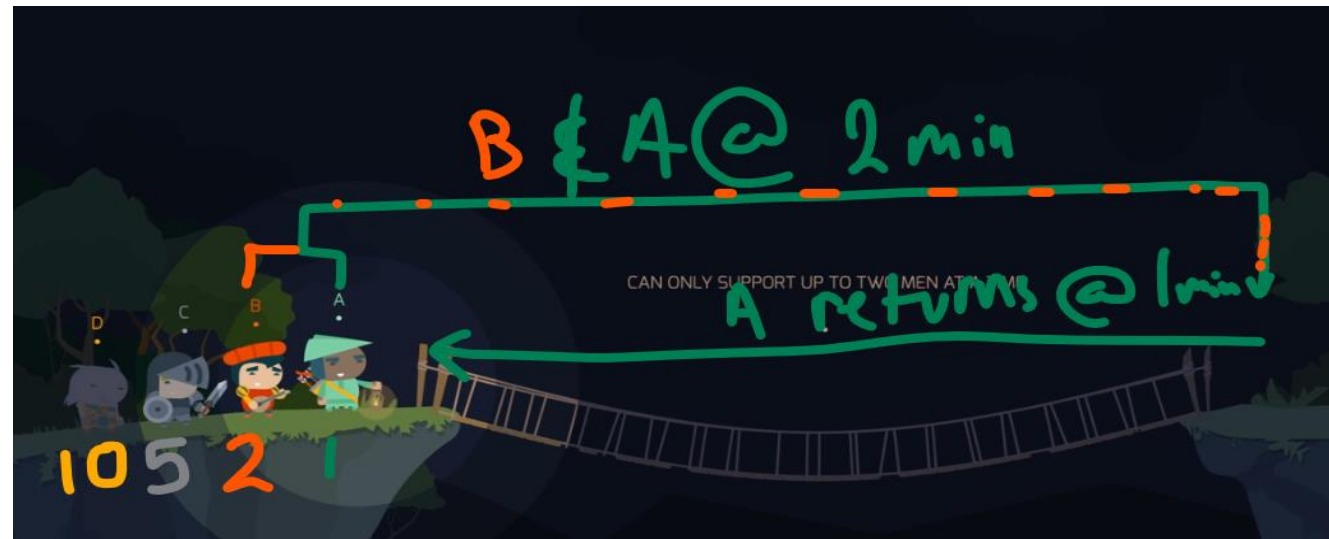 B & A @ 2 min
CAN ONLY SUPPORT UP TO TWO MEN AT A TIME
A returns @ 1 min
D C B A
10 5 2 1